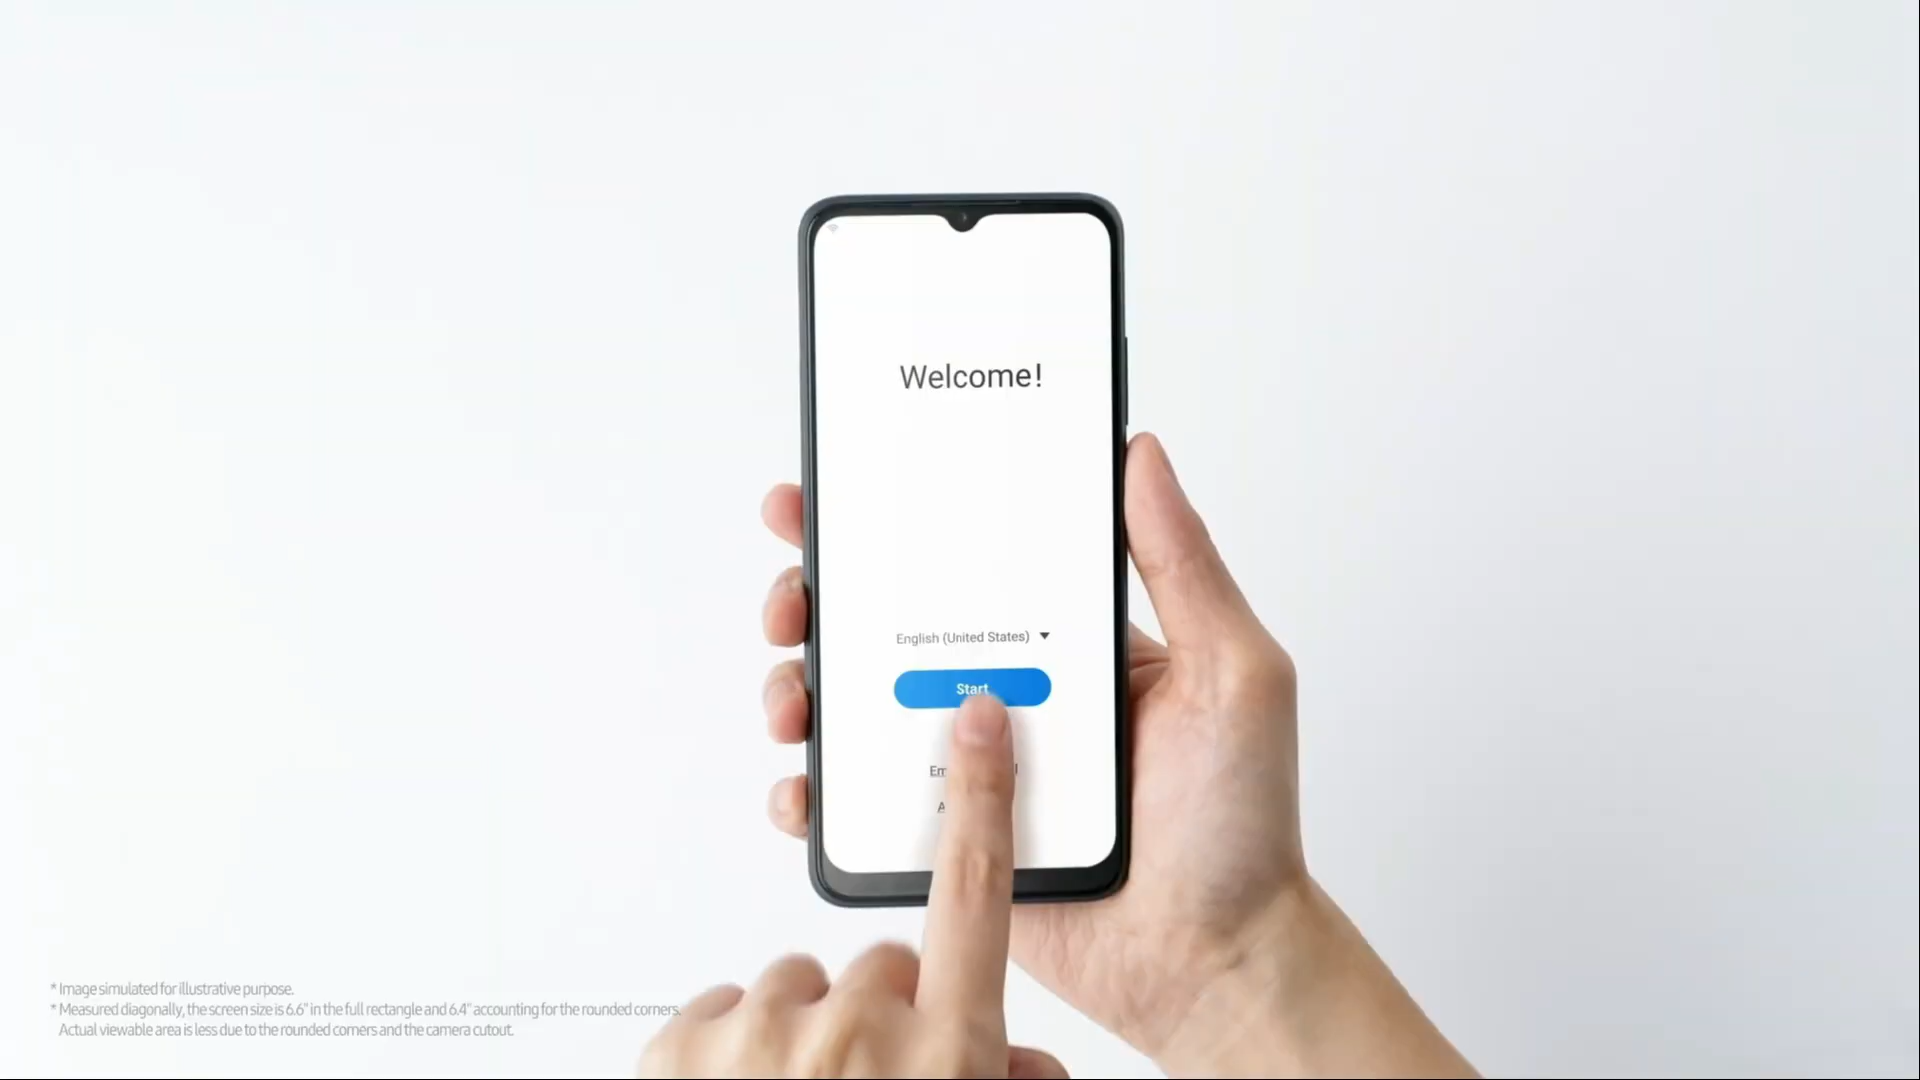 Welcome!
English (United States)
Start
* Image simulated for illustrative purpose.
* Measured diagonally, the screen size is 6.6" in the full rectangle and 6.4" accounting for the rounded corners.
Actual viewable area is less due to the rounded corners and the camera cutout.